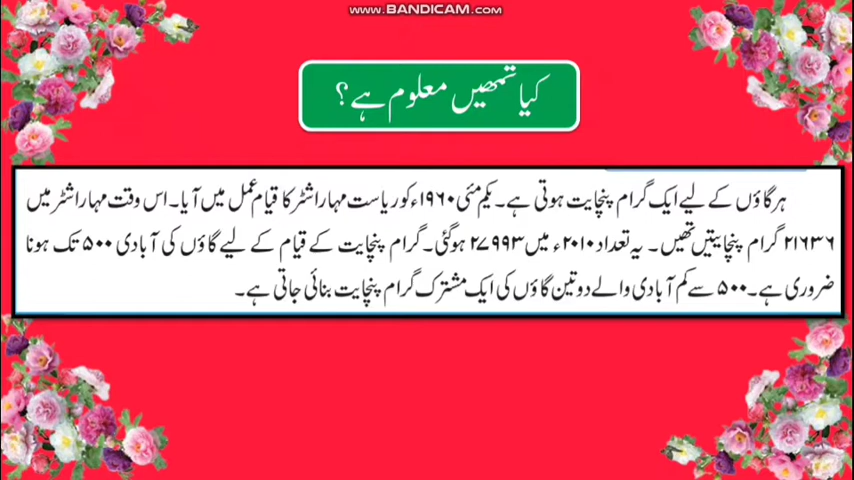 WWW.BANDICAM.COM
کیا تمھیں معلوم ہے؟
ہر گاؤں کے لیے ایک گرام پنچایت ہوتی ہے۔ یکم مئی ۱۹۶۰ء کو ریاست مہاراشٹر کا قیام عمل میں آیا۔ اس وقت مہاراشٹر میں
۲۱۶۳۶ گرام پنچایتیں تھیں۔ یہ تعداد ۲۰۱۰ء میں ۲۷۹۹۳ ہوگئی۔ گرام پنچایت کے قیام کے لیے گاؤں کی آبادی ۵۰۰ تک ہونا
ضروری ہے۔ ۵۰۰ سے کم آبادی والے دو تین گاؤں کی ایک مشترک گرام پنچایت بنائی جاتی ہے۔